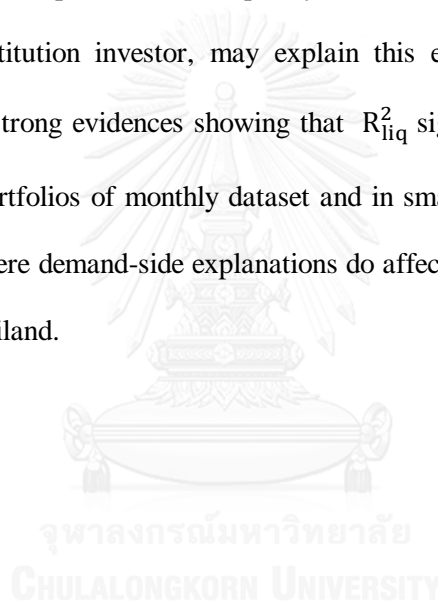 titution investor, may explain this e
trong evidences showing that R²liq sig
rtfolios of monthly dataset and in sma
ere demand-side explanations do affec
iland.
จุฬาลงกรณ์มหาวิทยาลัย
CHULALONGKORN UNIVERSITY